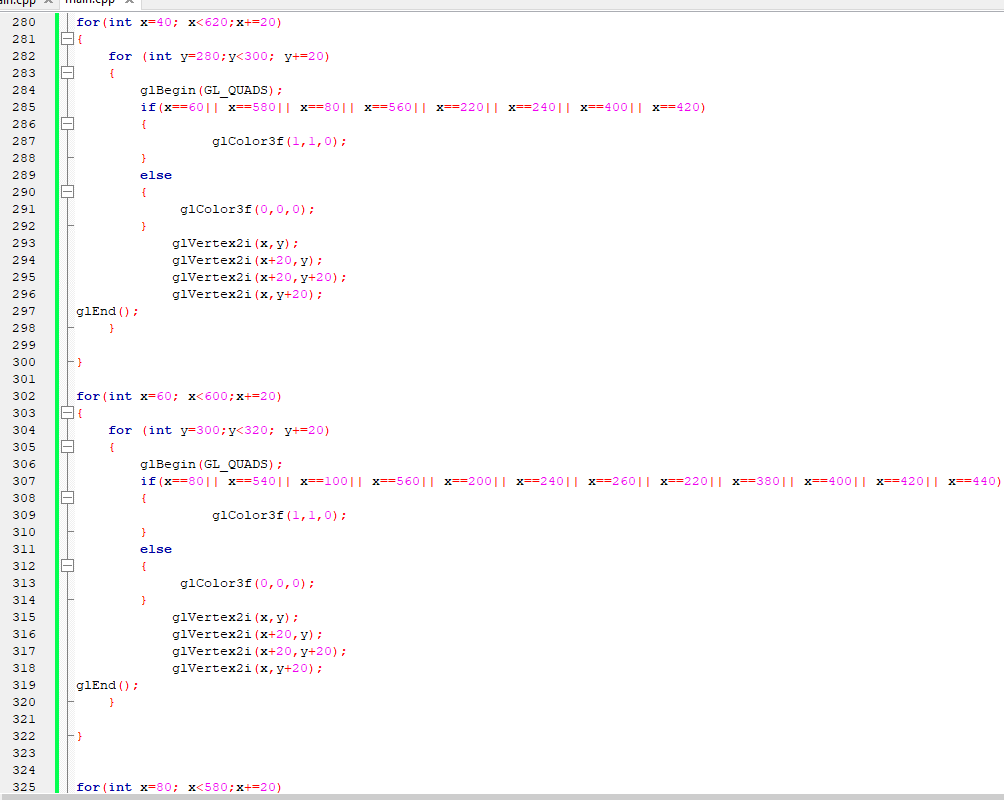 main.cpp
280 for(int x=40; x<620;x+=20)
281 {
282 for (int y=280;y<300; y+=20)
283 {
284 glBegin(GL_QUADS);
285 if(x==60|| x==580|| x==80|| x==560|| x==220|| x==240|| x==400|| x==420)
286 {
287 glColor3f(1,1,0);
288 }
289 else
290 {
291 glColor3f(0,0,0);
292 }
293 glVertex2i(x,y);
294 glVertex2i(x+20,y);
295 glVertex2i(x+20,y+20);
296 glVertex2i(x,y+20);
297 glEnd();
298 }
299
300 }
301
302 for(int x=60; x<600;x+=20)
303 {
304 for (int y=300;y<320; y+=20)
305 {
306 glBegin(GL_QUADS);
307 if(x==80|| x==540|| x==100|| x==560|| x==200|| x==240|| x==260|| x==220|| x==380|| x==400|| x==420|| x==440)
308 {
309 glColor3f(1,1,0);
310 }
311 else
312 {
313 glColor3f(0,0,0);
314 }
315 glVertex2i(x,y);
316 glVertex2i(x+20,y);
317 glVertex2i(x+20,y+20);
318 glVertex2i(x,y+20);
319 glEnd();
320 }
321
322 }
323
324
325 for(int x=80; x<580;x+=20)